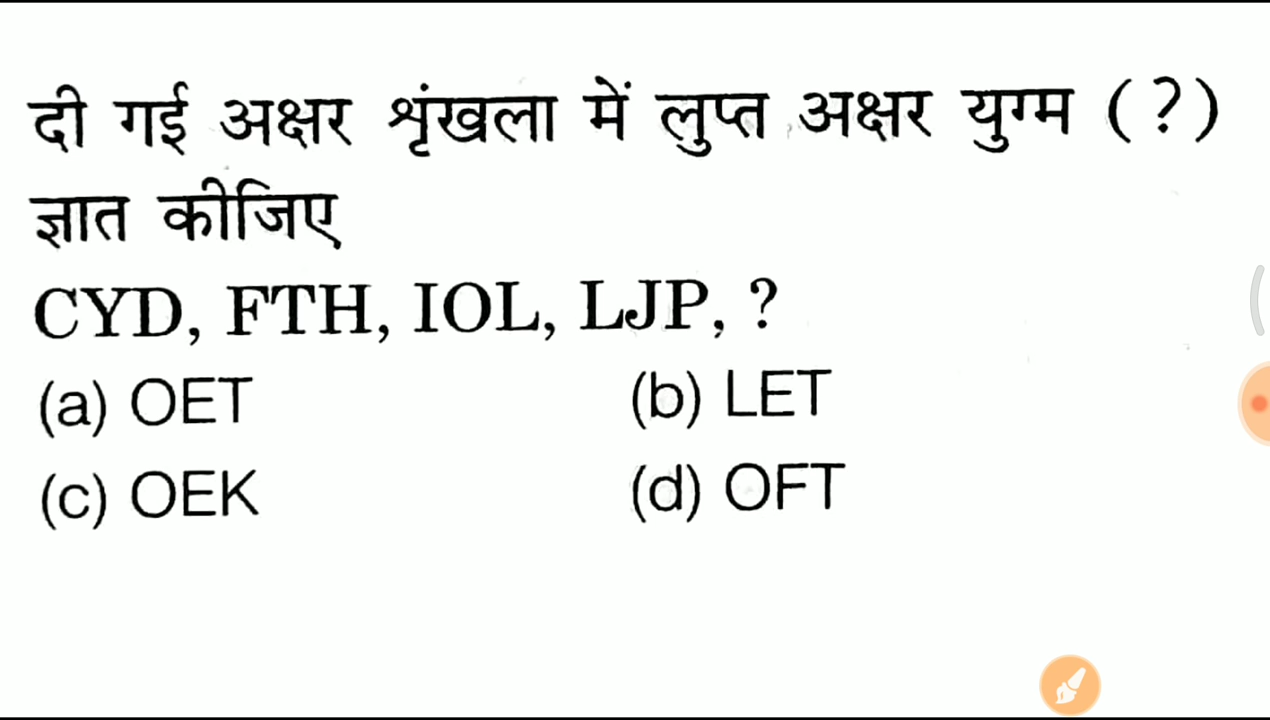 दी गई अक्षर शृंखला में लुप्त अक्षर युग्म (?)
ज्ञात कीजिए
CYD, FTH, IOL, LJP, ?
(a) OET (b) LET
(c) OEK (d) OFT